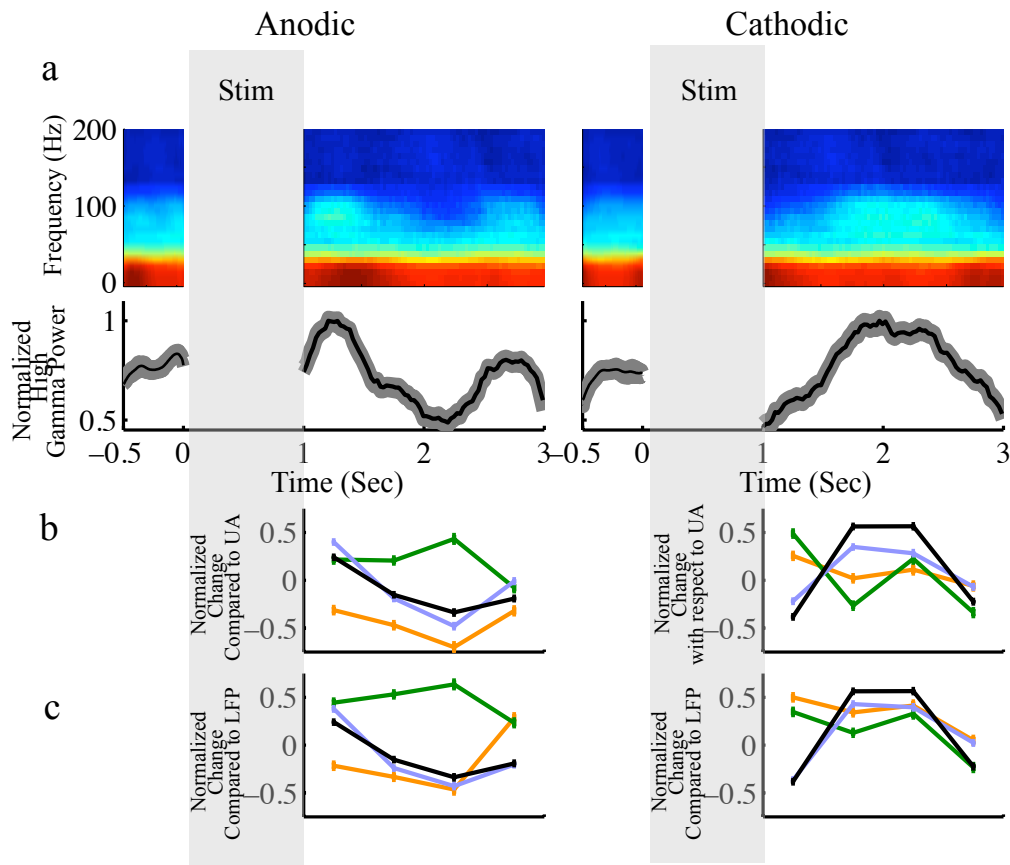 Anodic
Cathodic
a
Stim
Stim
Frequency (Hz)
200
100
0
Normalized
High
Gamma Power
1
0.5
−0.5
0
1
2
3
−0.5
0
1
2
3
Time (Sec)
Time (Sec)
b
Normalized
Change
Compared to UA
0.5
0
−0.5
Normalized
Change
with respect to UA
0.5
0
−0.5
c
Normalized
Change
Compared to LFP
0.5
0
−0.5
Normalized
Change
Compared to LFP
0.5
0
−0.5